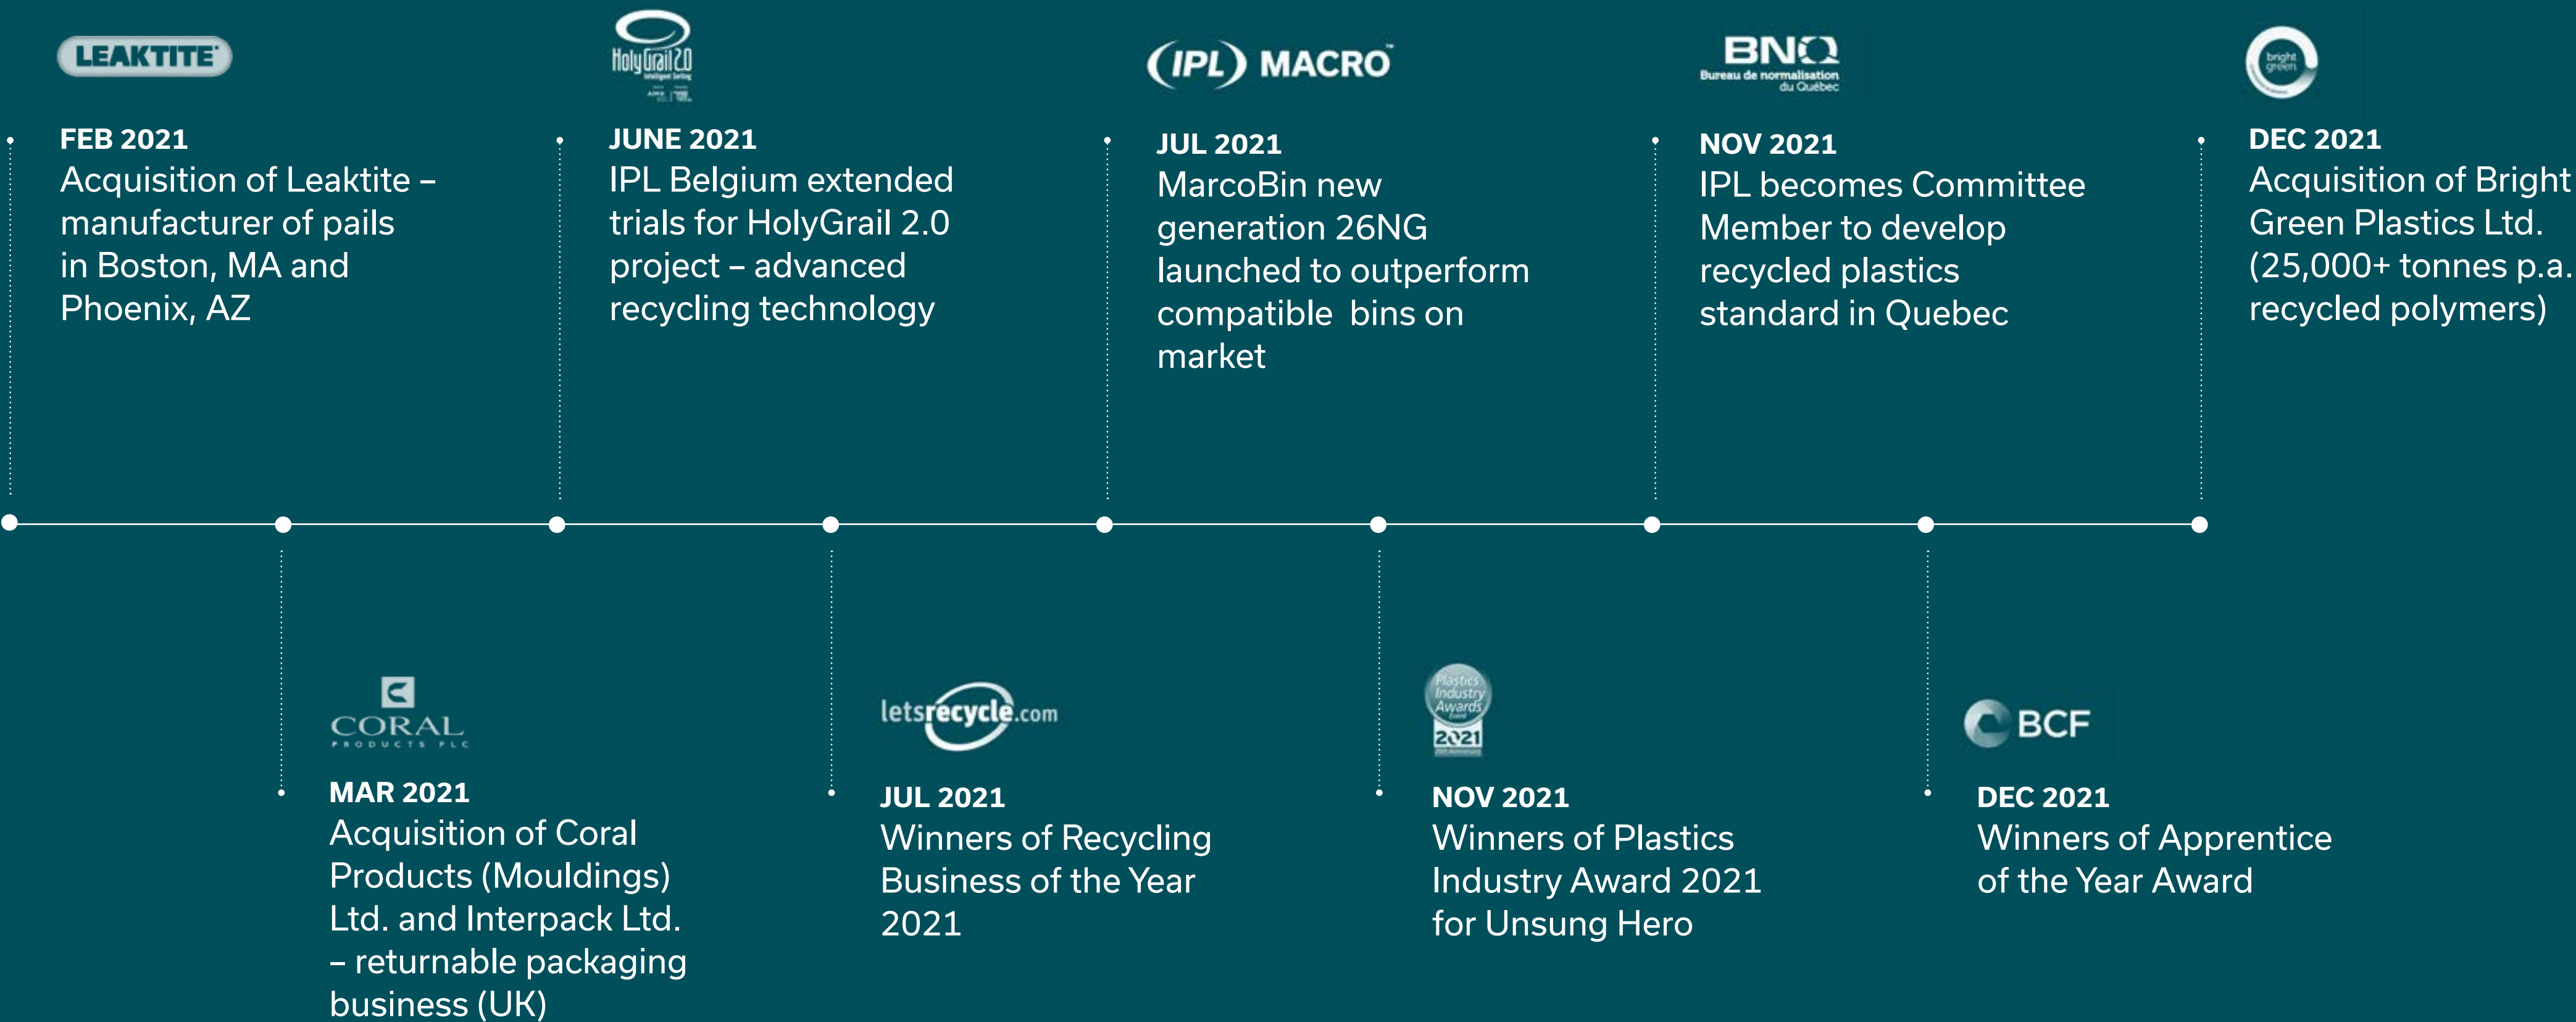 LEAKTITE
FEB 2021
Acquisition of Leaktite –
manufacturer of pails
in Boston, MA and
Phoenix, AZ
HolyGrail 2.0
Intelligent Sorting
JUNE 2021
IPL Belgium extended
trials for HolyGrail 2.0
project – advanced
recycling technology
(IPL) MACRO™
JUL 2021
MarcoBin new
generation 26NG
launched to outperform
compatible  bins on
market
BNQ
Bureau de normalisation
du Québec
NOV 2021
IPL becomes Committee
Member to develop
recycled plastics
standard in Quebec
bright
green
DEC 2021
Acquisition of Bright
Green Plastics Ltd.
(25,000+ tonnes p.a.
recycled polymers)
CORAL
PRODUCTS PLC
MAR 2021
Acquisition of Coral
Products (Mouldings)
Ltd. and Interpack Ltd.
– returnable packaging
business (UK)
letsrecycle.com
JUL 2021
Winners of Recycling
Business of the Year
2021
Plastics
Industry
Awards
Event
2021
NOV 2021
Winners of Plastics
Industry Award 2021
for Unsung Hero
BCF
DEC 2021
Winners of Apprentice
of the Year Award